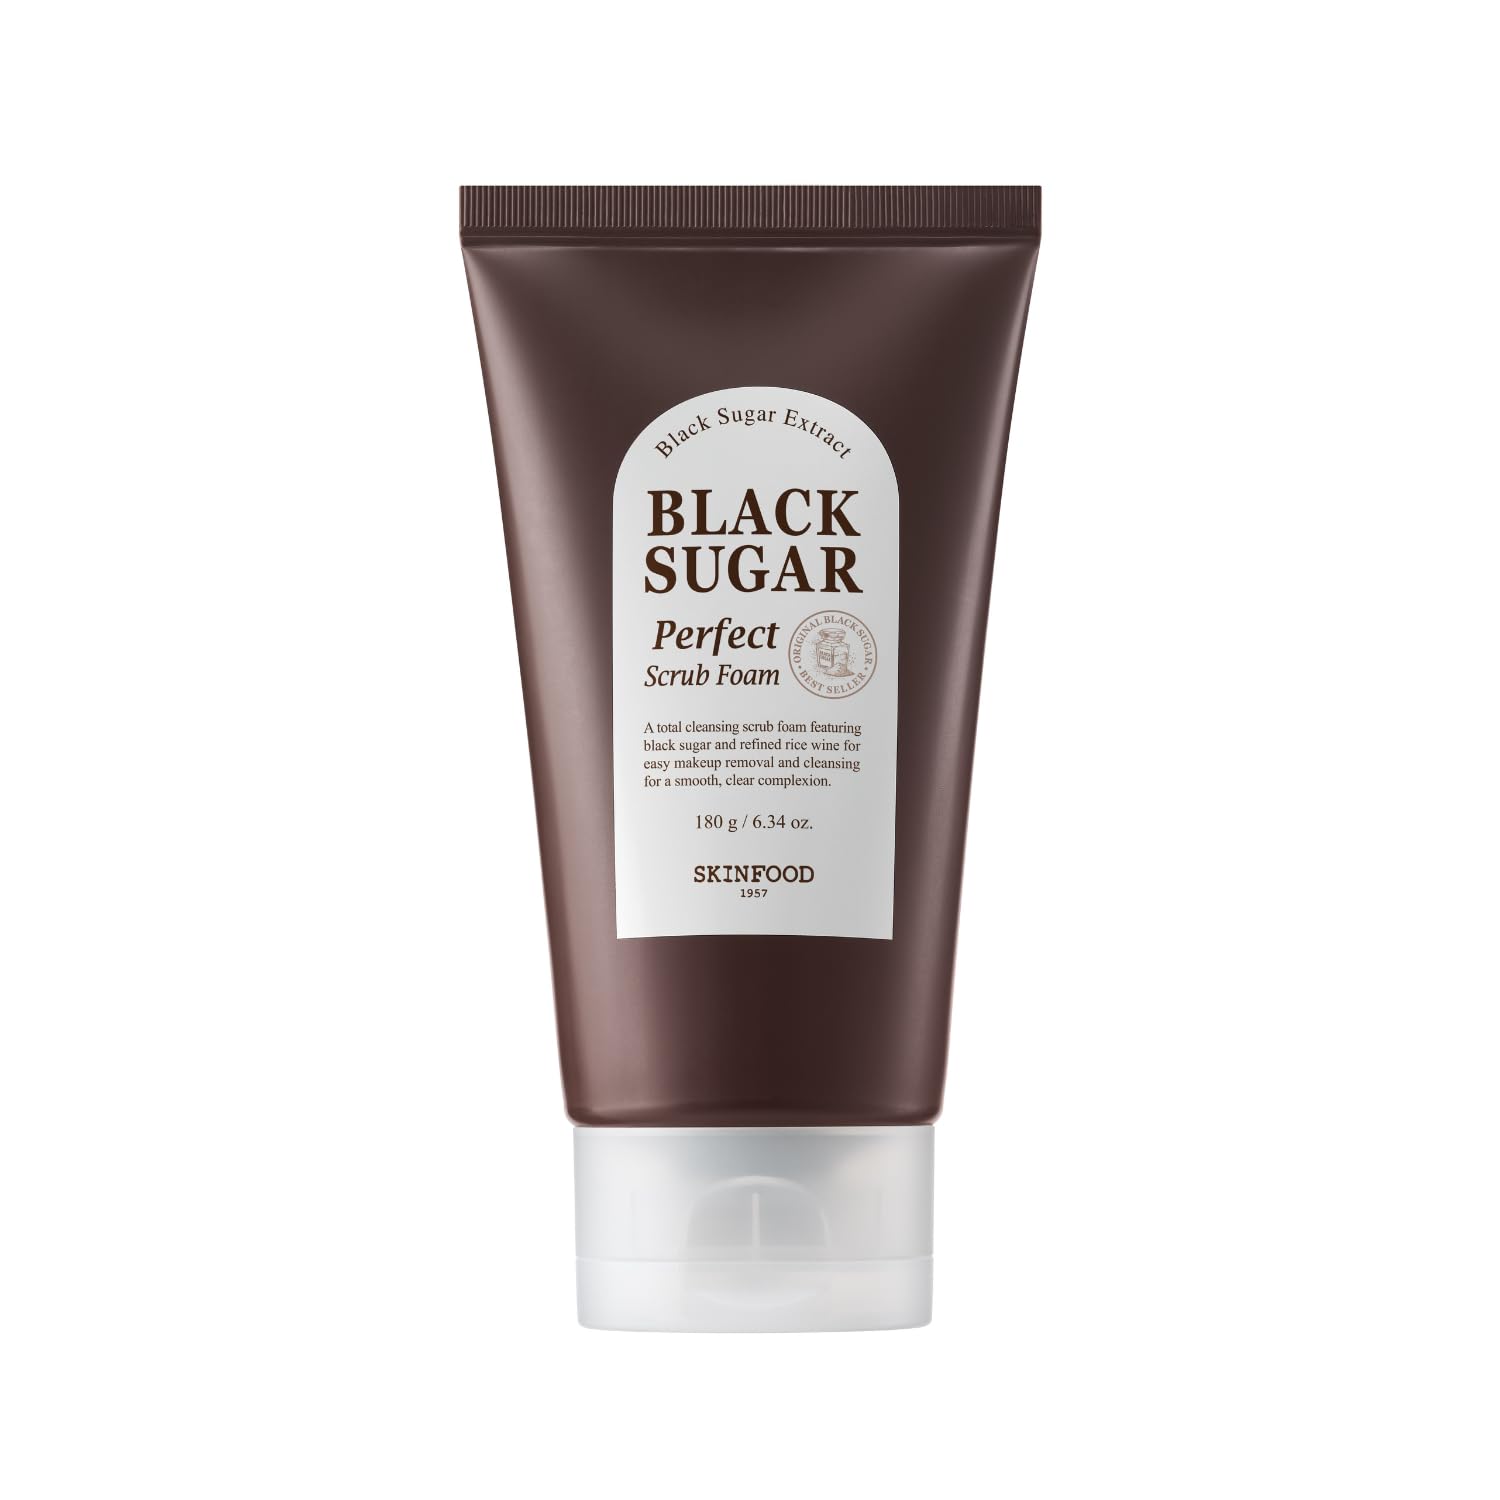 Black Sugar Extract
BLACK
SUGAR
Perfect
Scrub Foam
ORIGINAL BLACK SUGAR
• BEST SELLER •
A total cleansing scrub foam featuring
black sugar and refined rice wine for
easy makeup removal and cleansing
for a smooth, clear complexion.
180 g / 6.34 oz.
SKINFOOD
1957